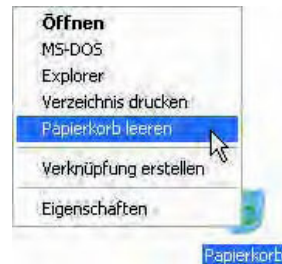 Öffnen
MS-DOS
Explorer
Verzeichnis drucken
Papierkorb leeren
Verknüpfung erstellen
Eigenschaften
Papierkorb